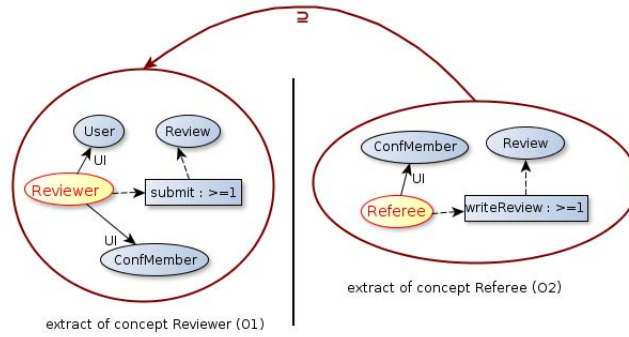 ⊇
User
Review
UI
Reviewer
submit : >=1
UI
ConfMember
extract of concept Reviewer (O1)
ConfMember
Review
UI
Referee
writeReview : >=1
extract of concept Referee (O2)